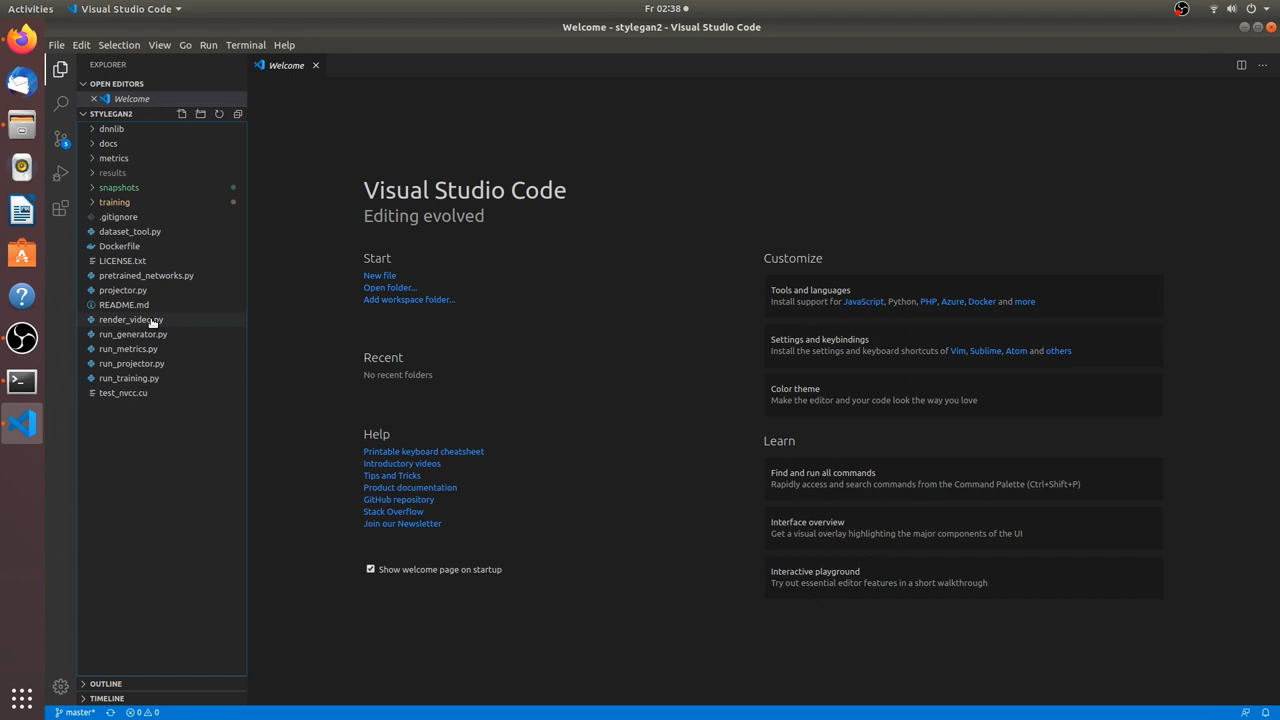 Activities
Visual Studio Code
Fr 02:38
Welcome - stylegan2 - Visual Studio Code
File Edit Selection View Go Run Terminal Help
EXPLORER
Welcome
OPEN EDITORS
Welcome
STYLEGAN2
dnnlib
docs
metrics
results
snapshots
training
.gitignore
dataset_tool.py
Dockerfile
LICENSE.txt
pretrained_networks.py
projector.py
README.md
render_video.py
run_generator.py
run_metrics.py
run_projector.py
run_training.py
test_nvcc.cu
OUTLINE
TIMELINE
Visual Studio Code
Editing evolved
Start
New file
Open folder...
Add workspace folder...
Recent
No recent folders
Help
Printable keyboard cheatsheet
Introductory videos
Tips and Tricks
Product documentation
GitHub repository
Stack Overflow
Join our Newsletter
Show welcome page on startup
Customize
Tools and languages
Install support for JavaScript, Python, PHP, Azure, Docker and more
Settings and keybindings
Install the settings and keyboard shortcuts of Vim, Sublime, Atom and others
Color theme
Make the editor and your code look the way you love
Learn
Find and run all commands
Rapidly access and search commands from the Command Palette (Ctrl+Shift+P)
Interface overview
Get a visual overlay highlighting the major components of the UI
Interactive playground
Try out essential editor features in a short walkthrough
master* 0 0